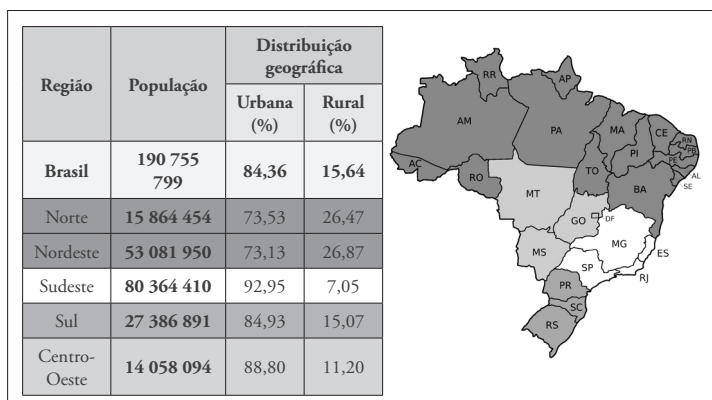 Região
População
Distribuição
geográfica
Urbana
(%)
Rural
(%)
Brasil
190 755
799
84,36
15,64
Norte
15 864 454
73,53
26,47
Nordeste
53 081 950
73,13
26,87
Sudeste
80 364 410
92,95
7,05
Sul
27 386 891
84,93
15,07
Centro-
Oeste
14 058 094
88,80
11,20
RR
AP
AM
PA
MA
CE
RN
PB
PI
PE
AC
AL
RO
TO
SE
BA
MT
GO
DF
MG
MS
ES
SP
RJ
PR
SC
RS